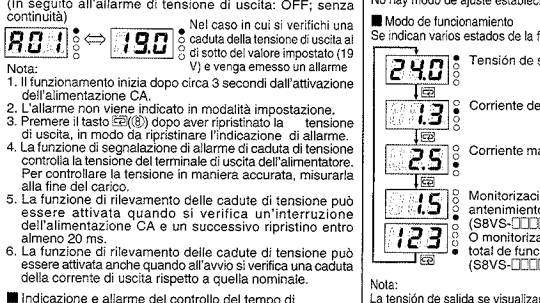 (In seguito all'allarme di tensione di uscita: OFF; senza
continuità)
A01 ⇔ 19.0
Nel caso in cui si verifichi una
caduta della tensione di uscita al
di sotto del valore impostato (19
V) e venga emesso un allarme
Nota:
1. Il funzionamento inizia dopo circa 3 secondi dall'attivazione
dell'alimentazione CA.
2. L'allarme non viene indicato in modalità impostazione.
3. Premere il tasto (⑧) dopo aver ripristinato la tensione
di uscita, in modo da ripristinare l'indicazione di allarme.
4. La funzione di segnalazione di allarme di caduta di tensione
controlla la tensione del terminale di uscita dell'alimentatore.
Per controllare la tensione in maniera accurata, misurarla
alla fine del carico.
5. La funzione di rilevamento delle cadute di tensione può
essere attivata quando si verifica un'interruzione
dell'alimentazione CA e un successivo ripristino entro
almeno 20 ms.
6. La funzione di rilevamento delle cadute di tensione può
essere attivata anche quando all'avvio si verifica una caduta
della corrente di uscita rispetto a quella nominale.
■ Indicazione e allarme del controllo del tempo di
No hay modo de ajuste establec
■ Modo de funcionamiento
Se indican varios estados de la f
24.0 Tensión de s
1.3 Corriente de
2.5 Corriente ma
1.5 Monitorizaci
antenimiento
(S8VS-□□□
123 O monitoriza
total de func
(S8VS-□□□
Nota:
La tensión de salida se visualiza